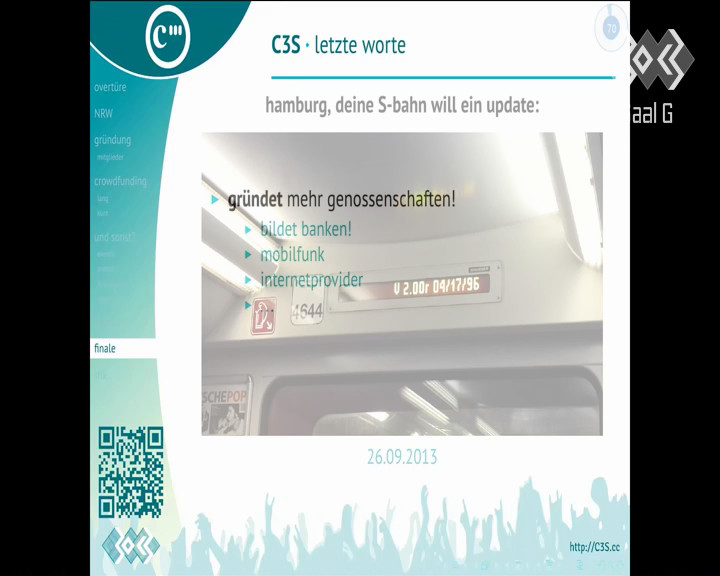 C3S · letzte worte
70
aal G
overtüre
NRW
gründung
mitglieder
crowdfunding
lang
kurz
und sonst?
finale
hamburg, deine S-bahn will ein update:
gründet mehr genossenschaften!
bildet banken!
mobilfunk
internetprovider
...
V 2.00r 04/17/96
4644
SCHEPOP
26.09.2013
http://C3S.cc